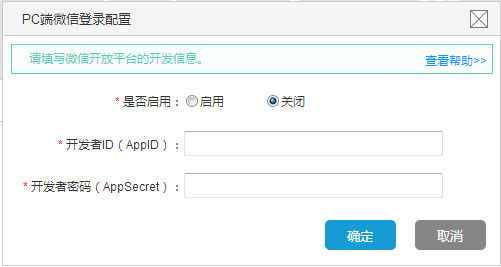 PC端微信登录配置
请填写微信开放平台的开发信息。 查看帮助>>
* 是否启用： 启用 关闭
* 开发者ID（AppID）：
* 开发者密码（AppSecret）：
确定 取消